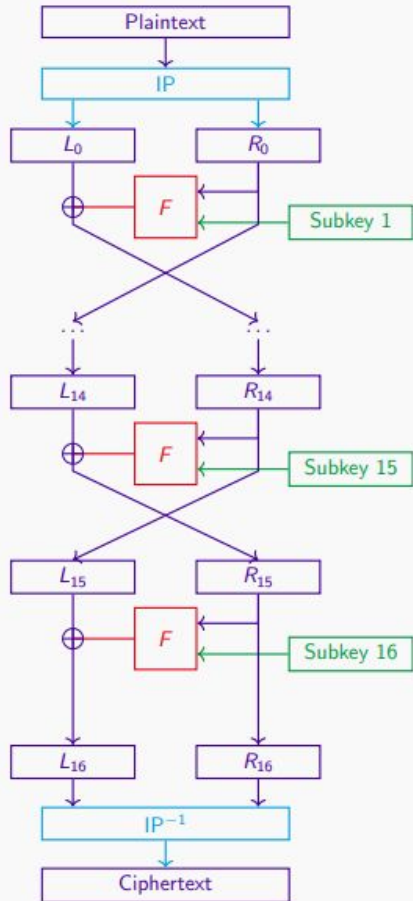 Plaintext
IP
L₀ R₀
F
Subkey 1
... ...
L₁₄ R₁₄
F
Subkey 15
L₁₅ R₁₅
F
Subkey 16
L₁₆ R₁₆
IP⁻¹
Ciphertext